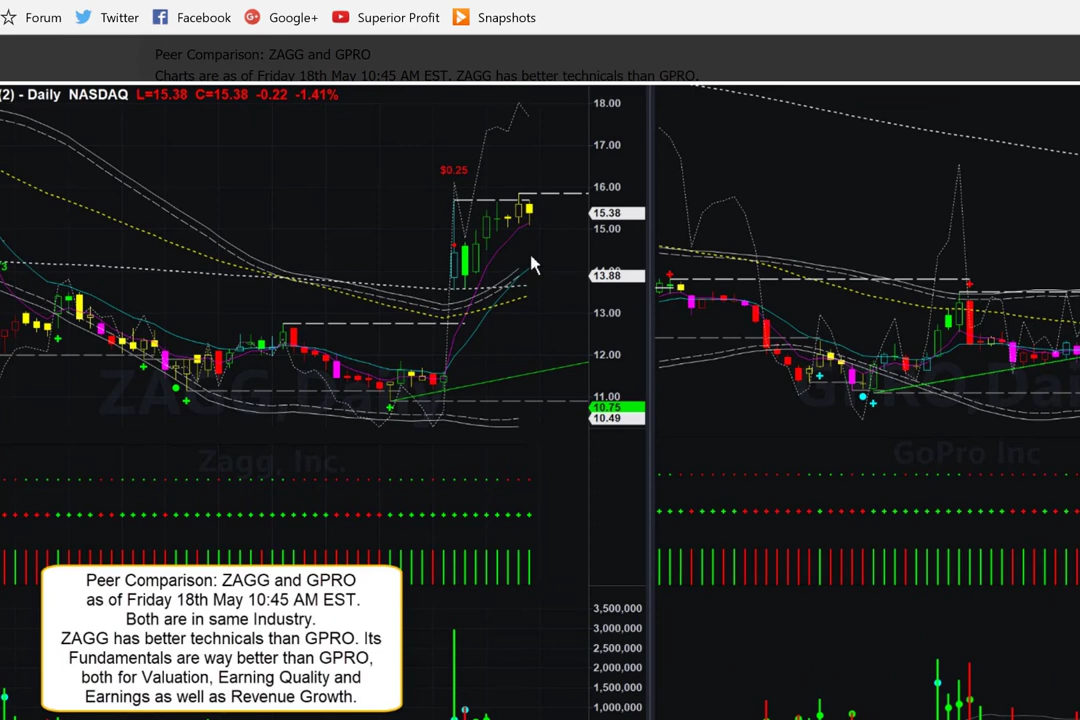 Forum Twitter Facebook Google+ Superior Profit Snapshots
Peer Comparison: ZAGG and GPRO
Charts are as of Friday 18th May 10:45 AM EST. ZAGG has better technicals than GPRO.
(2) - Daily NASDAQ L=15.38 C=15.38 -0.22 -1.41%
18.00
17.00
$0.25
16.00
15.38
15.00
13.88
13.00
12.00
11.00
10.75
10.49
ZAGG Daily
Zagg, Inc.
GoPro Inc
Peer Comparison: ZAGG and GPRO
as of Friday 18th May 10:45 AM EST.
Both are in same Industry.
ZAGG has better technicals than GPRO. Its
Fundamentals are way better than GPRO,
both for Valuation, Earning Quality and
Earnings as well as Revenue Growth.
3,500,000
3,000,000
2,500,000
2,000,000
1,500,000
1,000,000